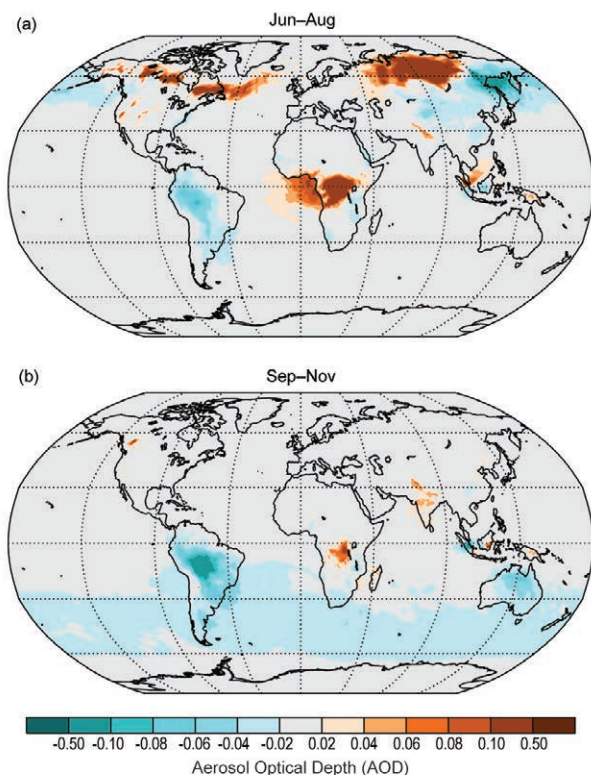 (a)
Jun–Aug
(b)
Sep–Nov
-0.50 -0.10 -0.08 -0.06 -0.04 -0.02 0.02 0.04 0.06 0.08 0.10 0.50
Aerosol Optical Depth (AOD)